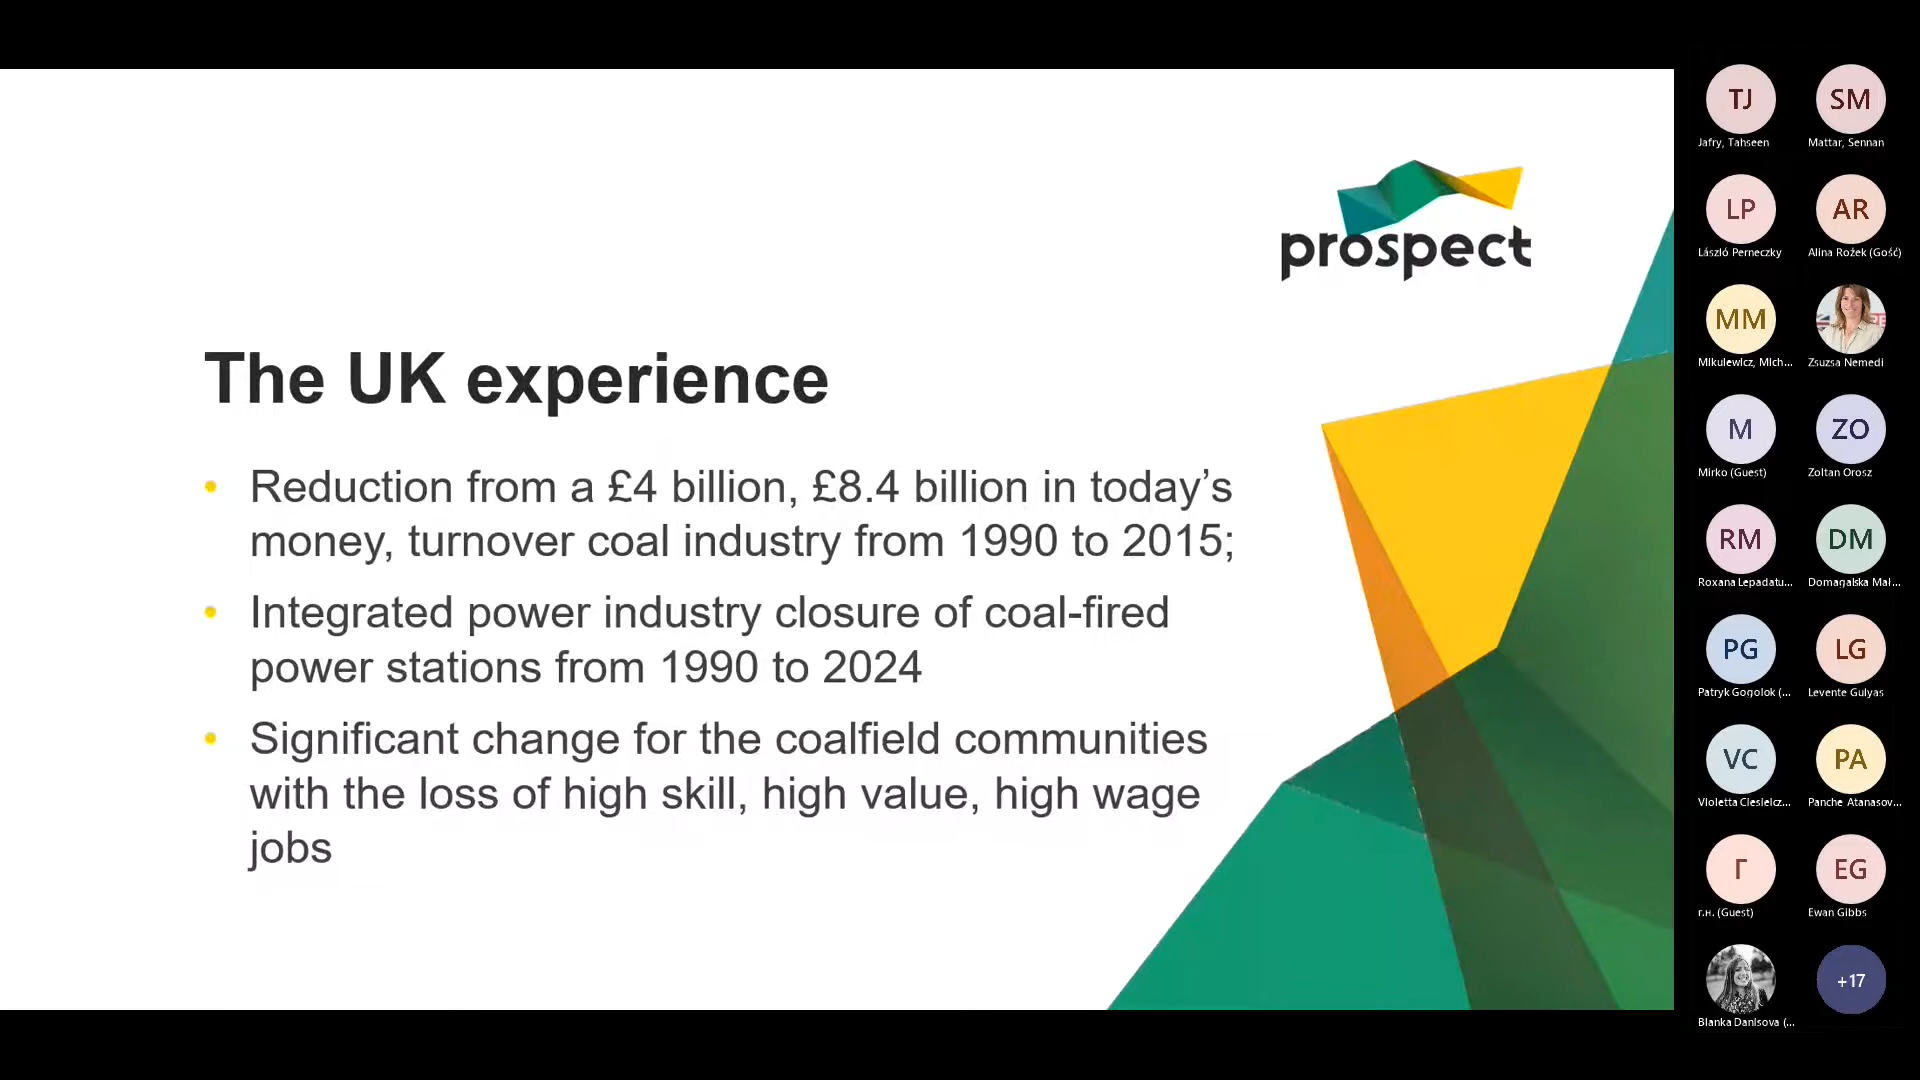 prospect
The UK experience
• Reduction from a £4 billion, £8.4 billion in today’s
money, turnover coal industry from 1990 to 2015;
• Integrated power industry closure of coal-fired
power stations from 1990 to 2024
• Significant change for the coalfield communities
with the loss of high skill, high value, high wage
jobs
TJ
Jafry, Tahseen
SM
Mattar, Sennan
LP
László Perneczky
AR
Alina Rożek (Gość)
MM
Mikulewicz, Mich...
Zsuzsa Nemedi
M
Mirko (Guest)
ZO
Zoltan Orosz
RM
Roxana Lepadatu...
DM
Domagalska Mał...
PG
Patryk Gogolok (...
LG
Levente Gulyas
VC
Violetta Ciesielcz...
PA
Panche Atanasov...
Г
г.н. (Guest)
EG
Ewan Gibbs
Blanka Danisova (...
+17